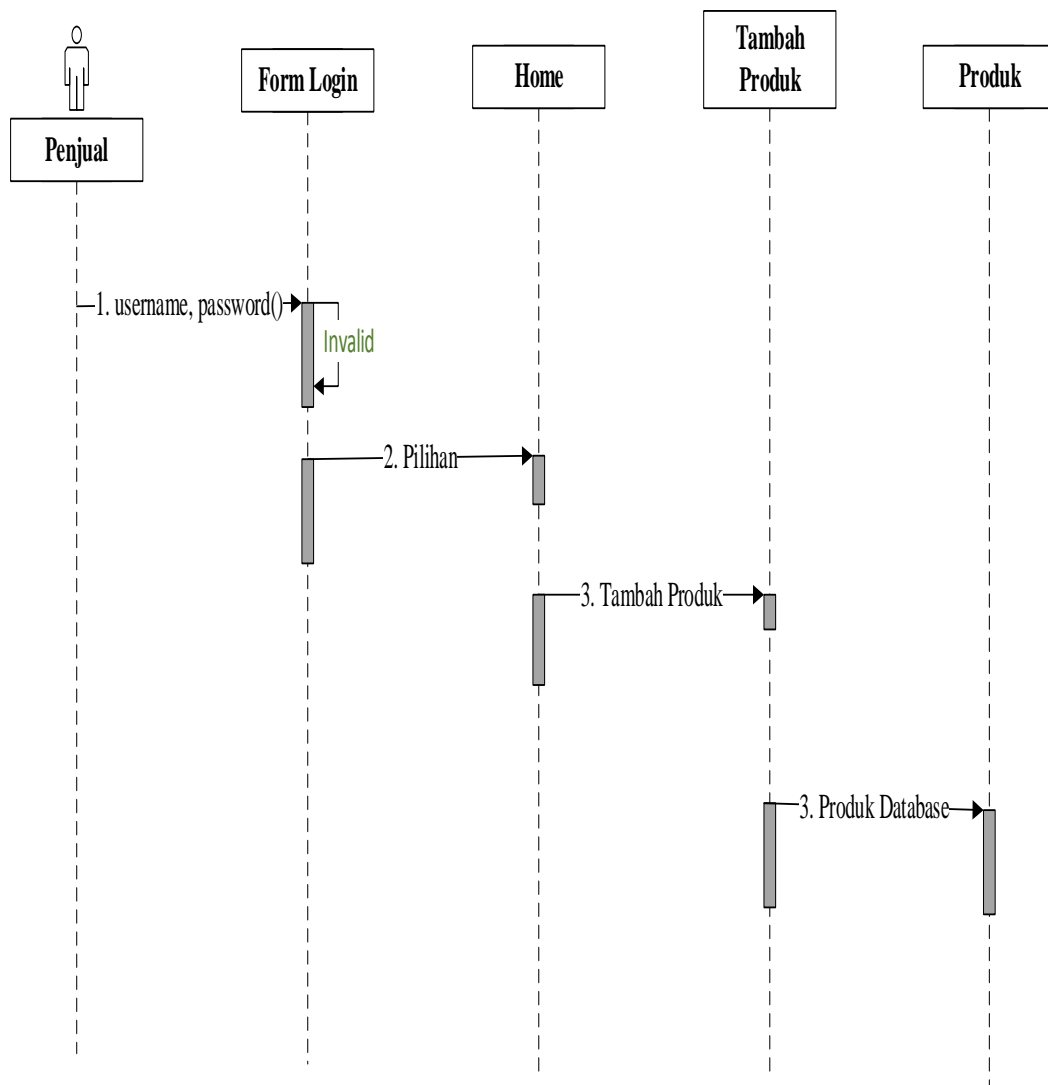 Penjual
Form Login
Home
Tambah
Produk
Produk
1. username, password()
Invalid
2. Pilihan
3. Tambah Produk
3. Produk Database